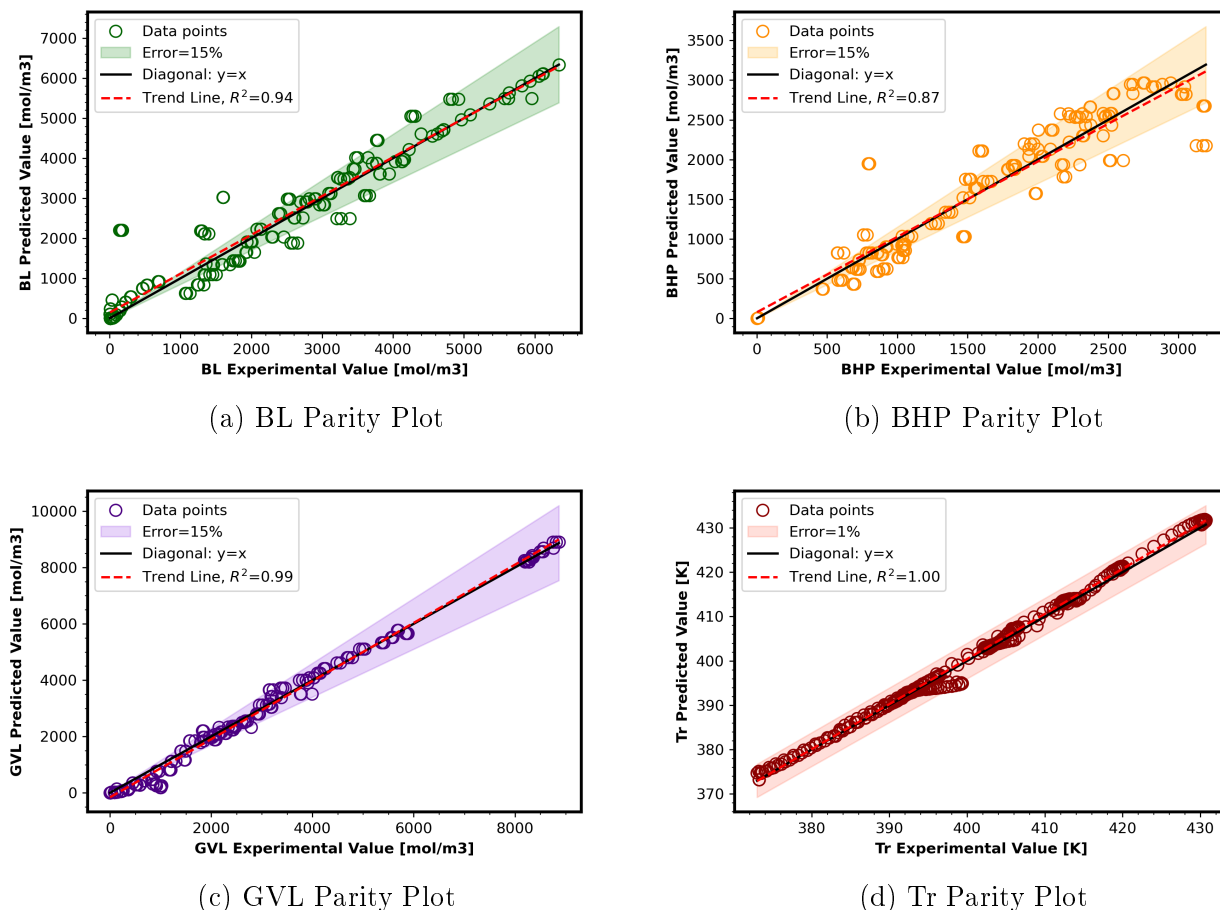 BL Predicted Value [mol/m3]
7000
6000
5000
4000
3000
2000
1000
0
Data points
Error=15%
Diagonal: y=x
Trend Line, R²=0.94
0 1000 2000 3000 4000 5000 6000
BL Experimental Value [mol/m3]
(a) BL Parity Plot
BHP Predicted Value [mol/m3]
3500
3000
2500
2000
1500
1000
500
0
Data points
Error=15%
Diagonal: y=x
Trend Line, R²=0.87
0 500 1000 1500 2000 2500 3000
BHP Experimental Value [mol/m3]
(b) BHP Parity Plot
GVL Predicted Value [mol/m3]
10000
8000
6000
4000
2000
0
Data points
Error=15%
Diagonal: y=x
Trend Line, R²=0.99
0 2000 4000 6000 8000
GVL Experimental Value [mol/m3]
(c) GVL Parity Plot
Tr Predicted Value [K]
430
420
410
400
390
380
370
Data points
Error=1%
Diagonal: y=x
Trend Line, R²=1.00
380 390 400 410 420 430
Tr Experimental Value [K]
(d) Tr Parity Plot